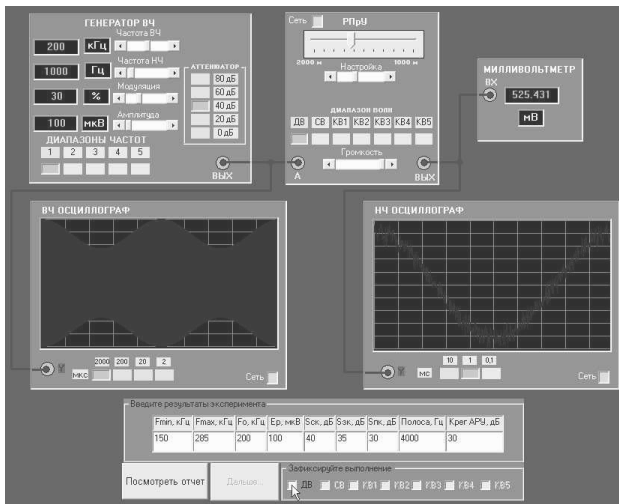 ГЕНЕРАТОР ВЧ
Частота ВЧ
200 кГц
Частота НЧ
1000 Гц
Модуляция
30 %
Амплитуда
100 мкВ
АТТЕНЮАТОР
80 дБ
60 дБ
40 дБ
20 дБ
0 дБ
ДИАПАЗОНЫ ЧАСТОТ
1 2 3 4 5
ВЫХ
Сеть РПрУ
2000 м 1000 м
Настройка
ДИАПАЗОН ВОЛН
ДВ СВ КВ1 КВ2 КВ3 КВ4 КВ5
Громкость
А ВЫХ
МИЛЛИВОЛЬТМЕТР
ВХ
525.431
мВ
ВЧ ОСЦИЛЛОГРАФ
Y
2000 200 20 2
мкс
Сеть
НЧ ОСЦИЛЛОГРАФ
Y
10 1 0,1
мс
Сеть
Введите результаты эксперимента
Fmin, кГц Fmax, кГц Fо, кГц Ер, мкВ Sск, дБ Sзк, дБ Sпк, дБ Полоса, Гц Крег АРУ, дБ
150 285 200 100 40 35 30 4000 30
Посмотреть отчет
Дальше...
Зафиксируйте выполнение
ДВ СВ КВ1 КВ2 КВ3 КВ4 КВ5